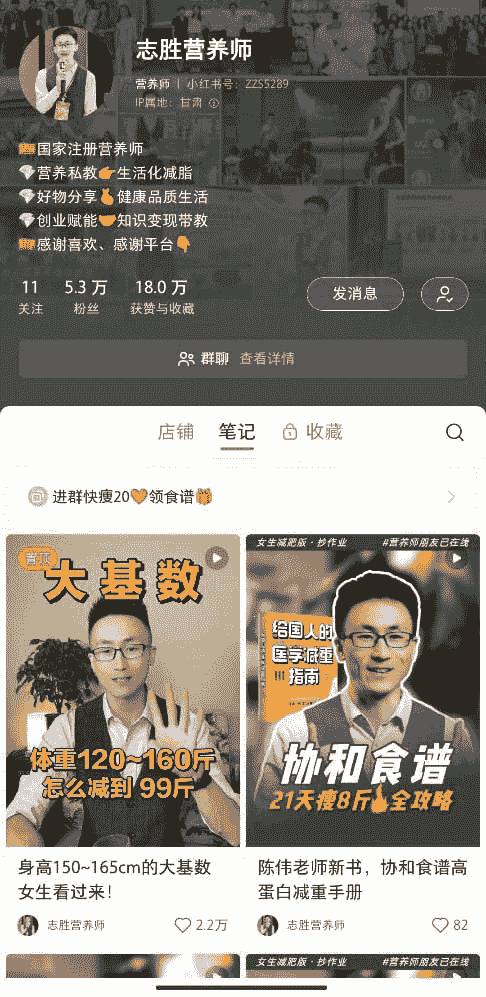 志胜营养师
营养师 | 小红书号：ZZS5289
IP属地：甘肃
国家注册营养师
💎营养私教👉生活化减脂
💎好物分享🫰健康品质生活
💎创业赋能🤝知识变现带教
感谢喜欢、感谢平台👇
11 5.3万 18.0万
关注 粉丝 获赞与收藏
发消息
群聊 查看详情
店铺 笔记 收藏
进群快瘦20🧡领食谱🎁
置顶
大基数
体重120~160斤
怎么减到 99斤
身高150~165cm的大基数
女生看过来！
志胜营养师 2.2万
女生减肥版·抄作业 #营养师朋友已在线
给国人的
医学减重
指南
协和食谱
21天瘦8斤🔥全攻略
陈伟老师新书，协和食谱高
蛋白减重手册
志胜营养师 82
女生减肥版·抄作业 #营养师朋友已在线